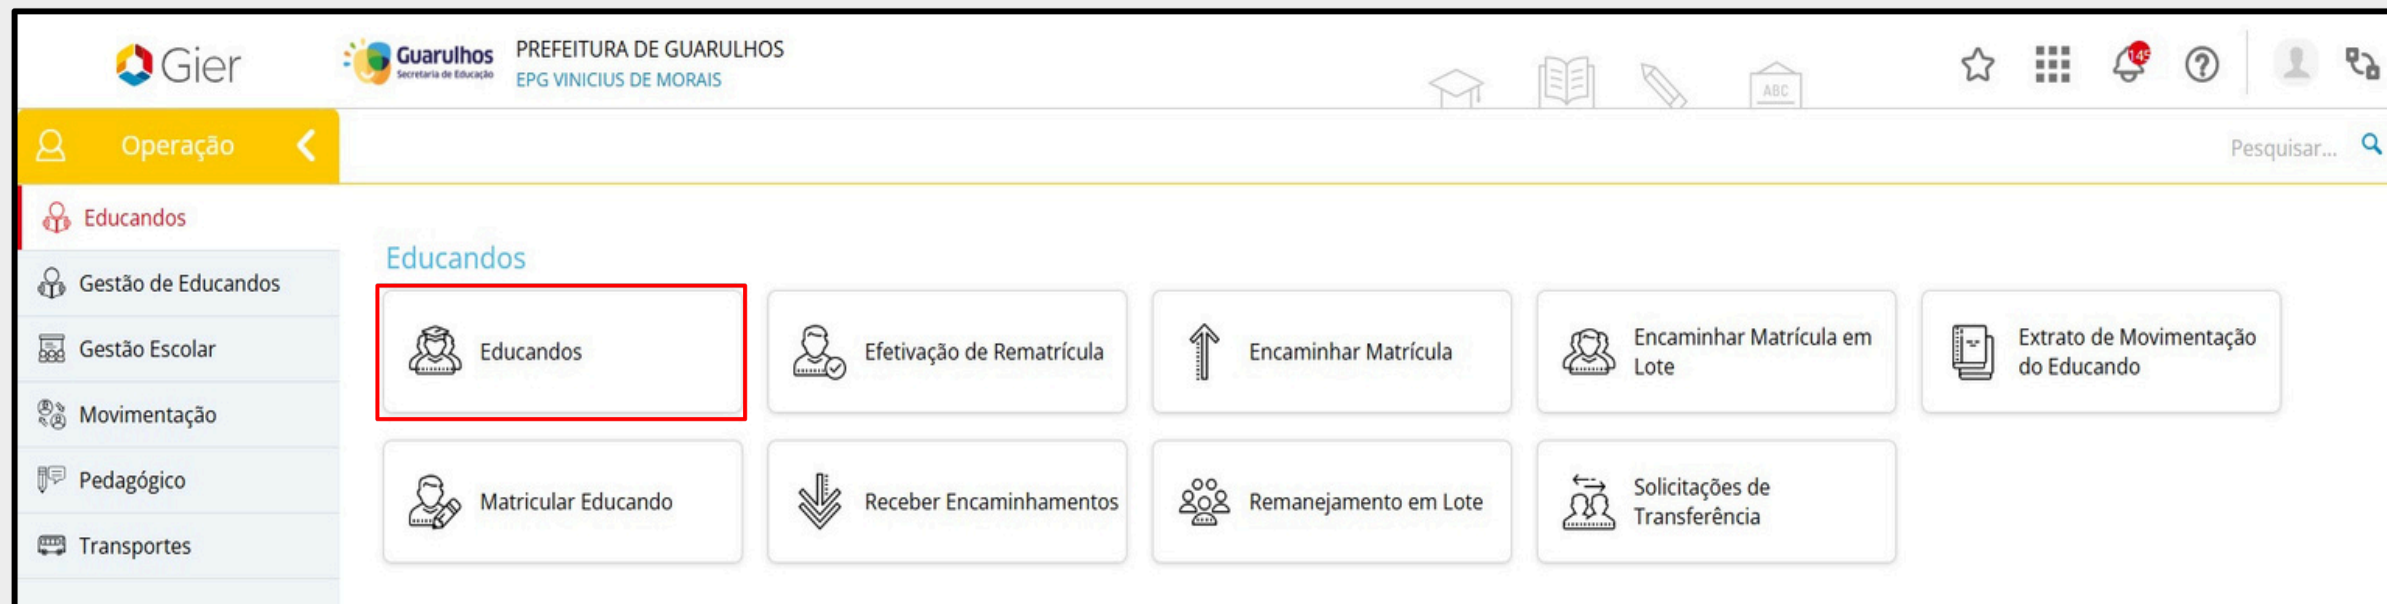 Gier
Guarulhos
Secretaria de Educação
PREFEITURA DE GUARULHOS
EPG VINICIUS DE MORAIS
ABC
145
Operação
Pesquisar...
Educandos
Gestão de Educandos
Gestão Escolar
Movimentação
Pedagógico
Transportes
Educandos
Educandos
Efetivação de Rematrícula
Encaminhar Matrícula
Encaminhar Matrícula em
Lote
Extrato de Movimentação
do Educando
Matricular Educando
Receber Encaminhamentos
Remanejamento em Lote
Solicitações de
Transferência